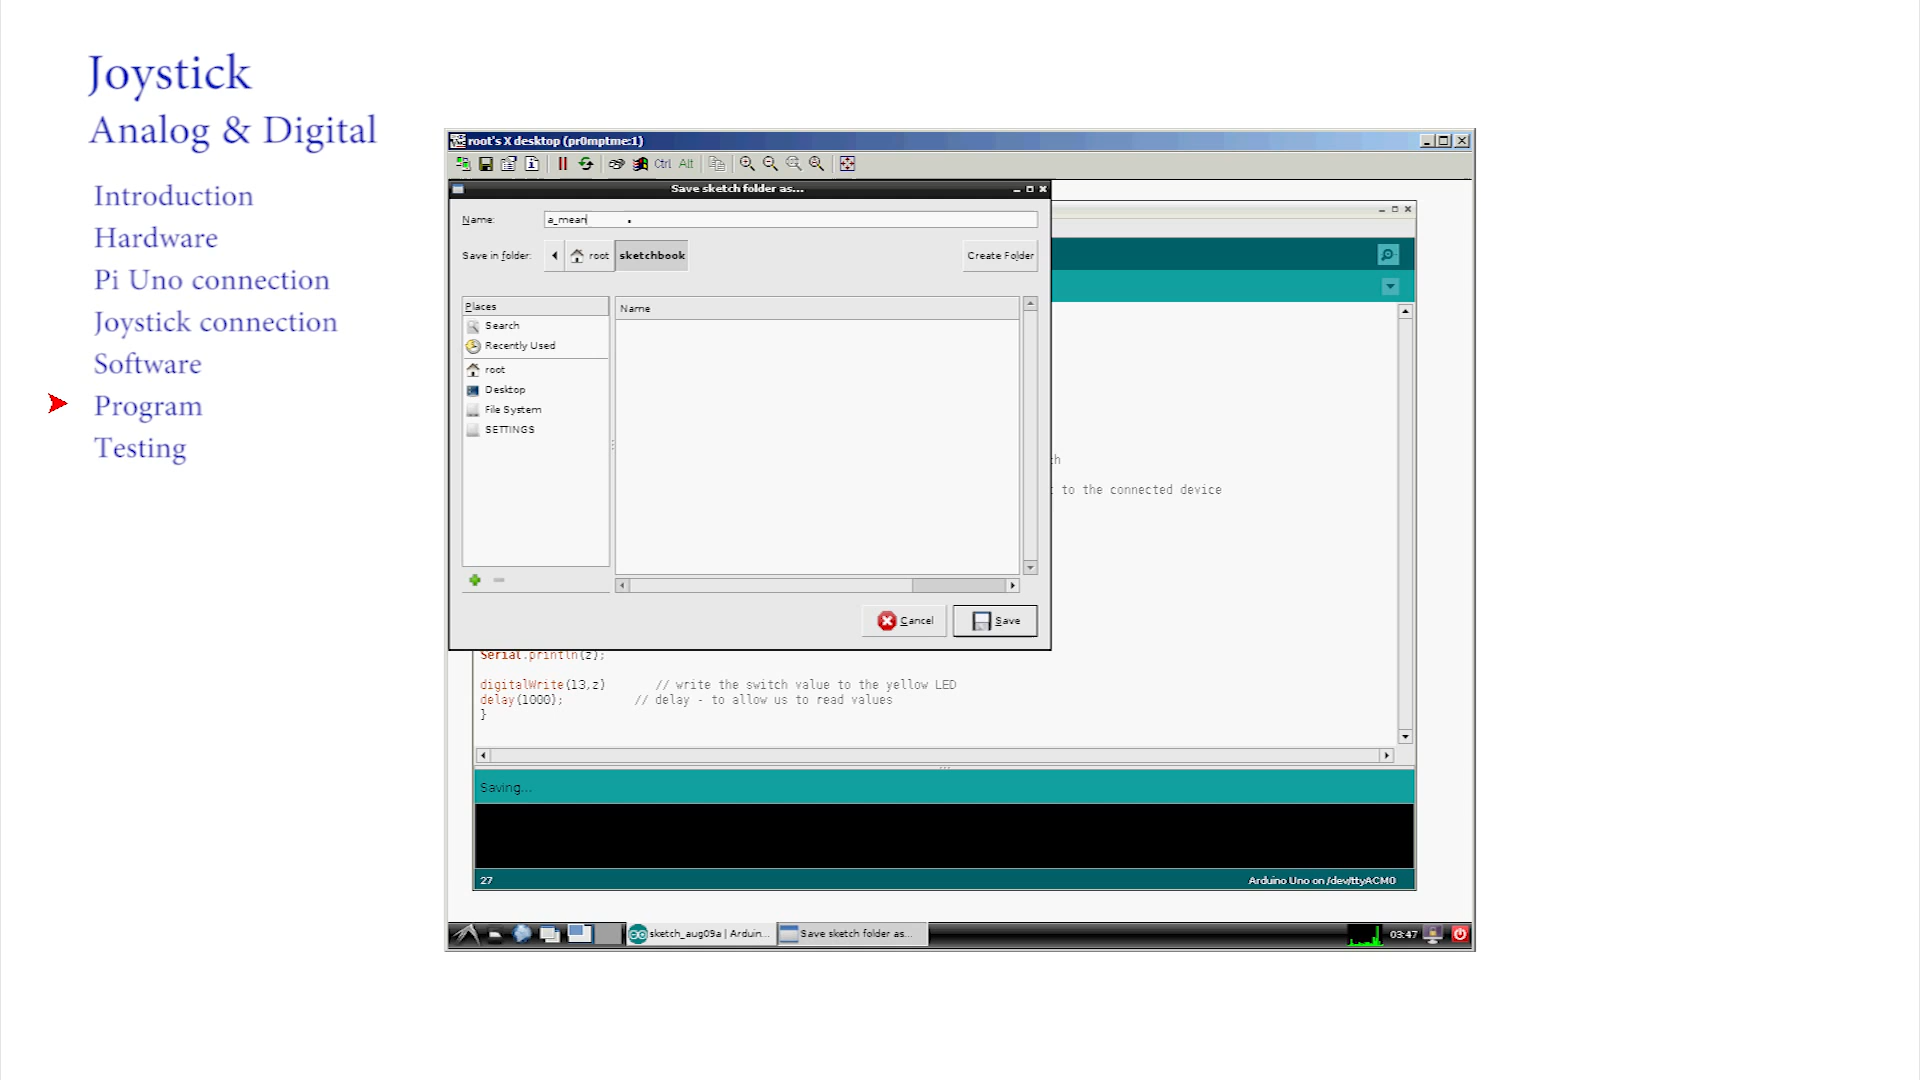 Joystick
Analog & Digital
Introduction
Hardware
Pi Uno connection
Joystick connection
Software
Program
Testing
root's X desktop (pr0mptme:1)
Ctrl Alt
Save sketch folder as...
Name: a_mean
Save in folder: root sketchbook Create Folder
Places
Name
Search
Recently Used
root
Desktop
File System
SETTINGS
Cancel Save
to the connected device
Serial.println(z);
digitalWrite(13,z) // write the switch value to the yellow LED
delay(1000); // delay - to allow us to read values
}
Saving...
27 Arduino Uno on /dev/ttyACM0
sketch_aug09a | Arduin... Save sketch folder as... 03:47